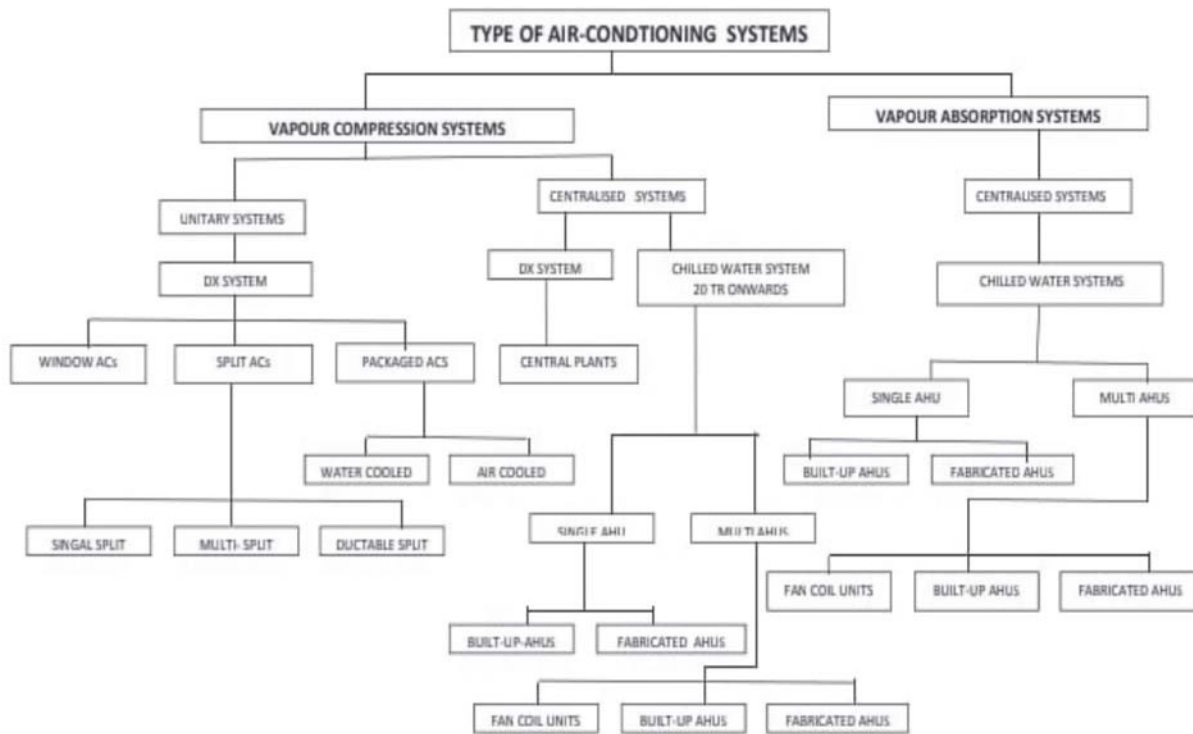 TYPE OF AIR-CONDTIONING SYSTEMS
VAPOUR COMPRESSION SYSTEMS
VAPOUR ABSORPTION SYSTEMS
UNITARY SYSTEMS
CENTRALISED SYSTEMS
CENTRALISED SYSTEMS
DX SYSTEM
DX SYSTEM
CHILLED WATER SYSTEM
20 TR ONWARDS
CHILLED WATER SYSTEMS
WINDOW ACs
SPLIT ACs
PACKAGED ACS
CENTRAL PLANTS
SINGLE AHU
MULTI AHUS
WATER COOLED
AIR COOLED
BUILT-UP AHUS
FABRICATED AHUS
SINGAL SPLIT
MULTI- SPLIT
DUCTABLE SPLIT
SINGLE AHU
MULTI AHUS
FAN COIL UNITS
BUILT-UP AHUS
FABRICATED AHUS
BUILT-UP-AHUS
FABRICATED AHUS
FAN COIL UNITS
BUILT-UP AHUS
FABRICATED AHUS